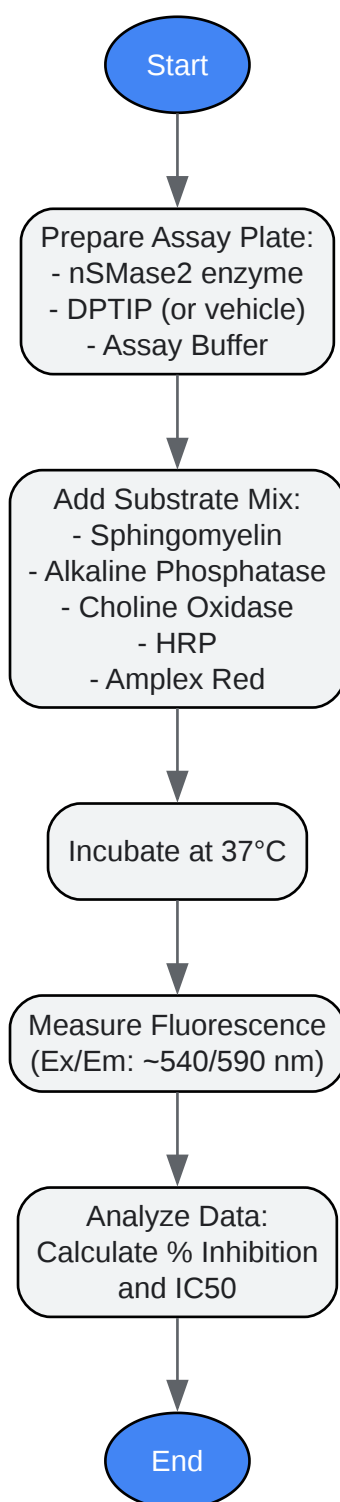 Start
Prepare Assay Plate:
- nSMase2 enzyme
- DPTIP (or vehicle)
- Assay Buffer
Add Substrate Mix:
- Sphingomyelin
- Alkaline Phosphatase
- Choline Oxidase
- HRP
- Amplex Red
Incubate at 37°C
Measure Fluorescence
(Ex/Em: ~540/590 nm)
Analyze Data:
Calculate % Inhibition
and IC50
End